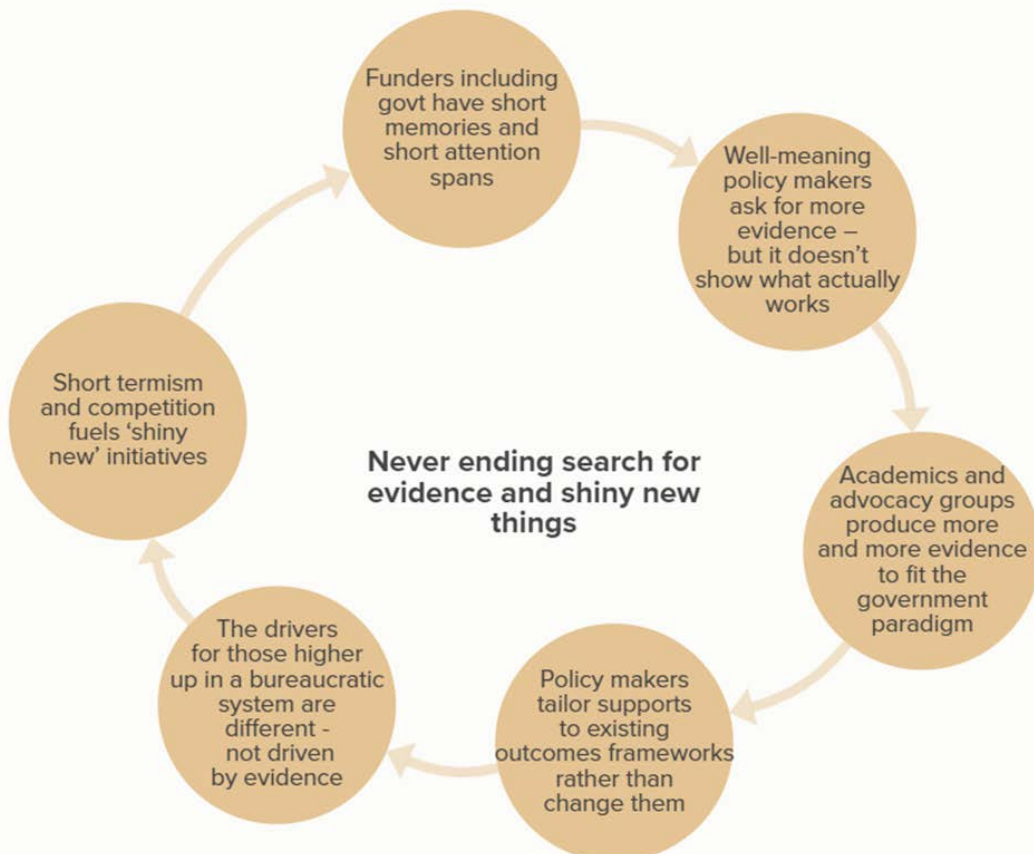 Funders including
govt have short
memories and
short attention
spans
Well-meaning
policy makers
ask for more
evidence –
but it doesn’t
show what actually
works
Academics and
advocacy groups
produce more
and more evidence
to fit the
government
paradigm
Policy makers
tailor supports
to existing
outcomes frameworks
rather than
change them
The drivers
for those higher
up in a bureaucratic
system are
different -
not driven
by evidence
Short termism
and competition
fuels ‘shiny
new’ initiatives
Never ending search for
evidence and shiny new
things